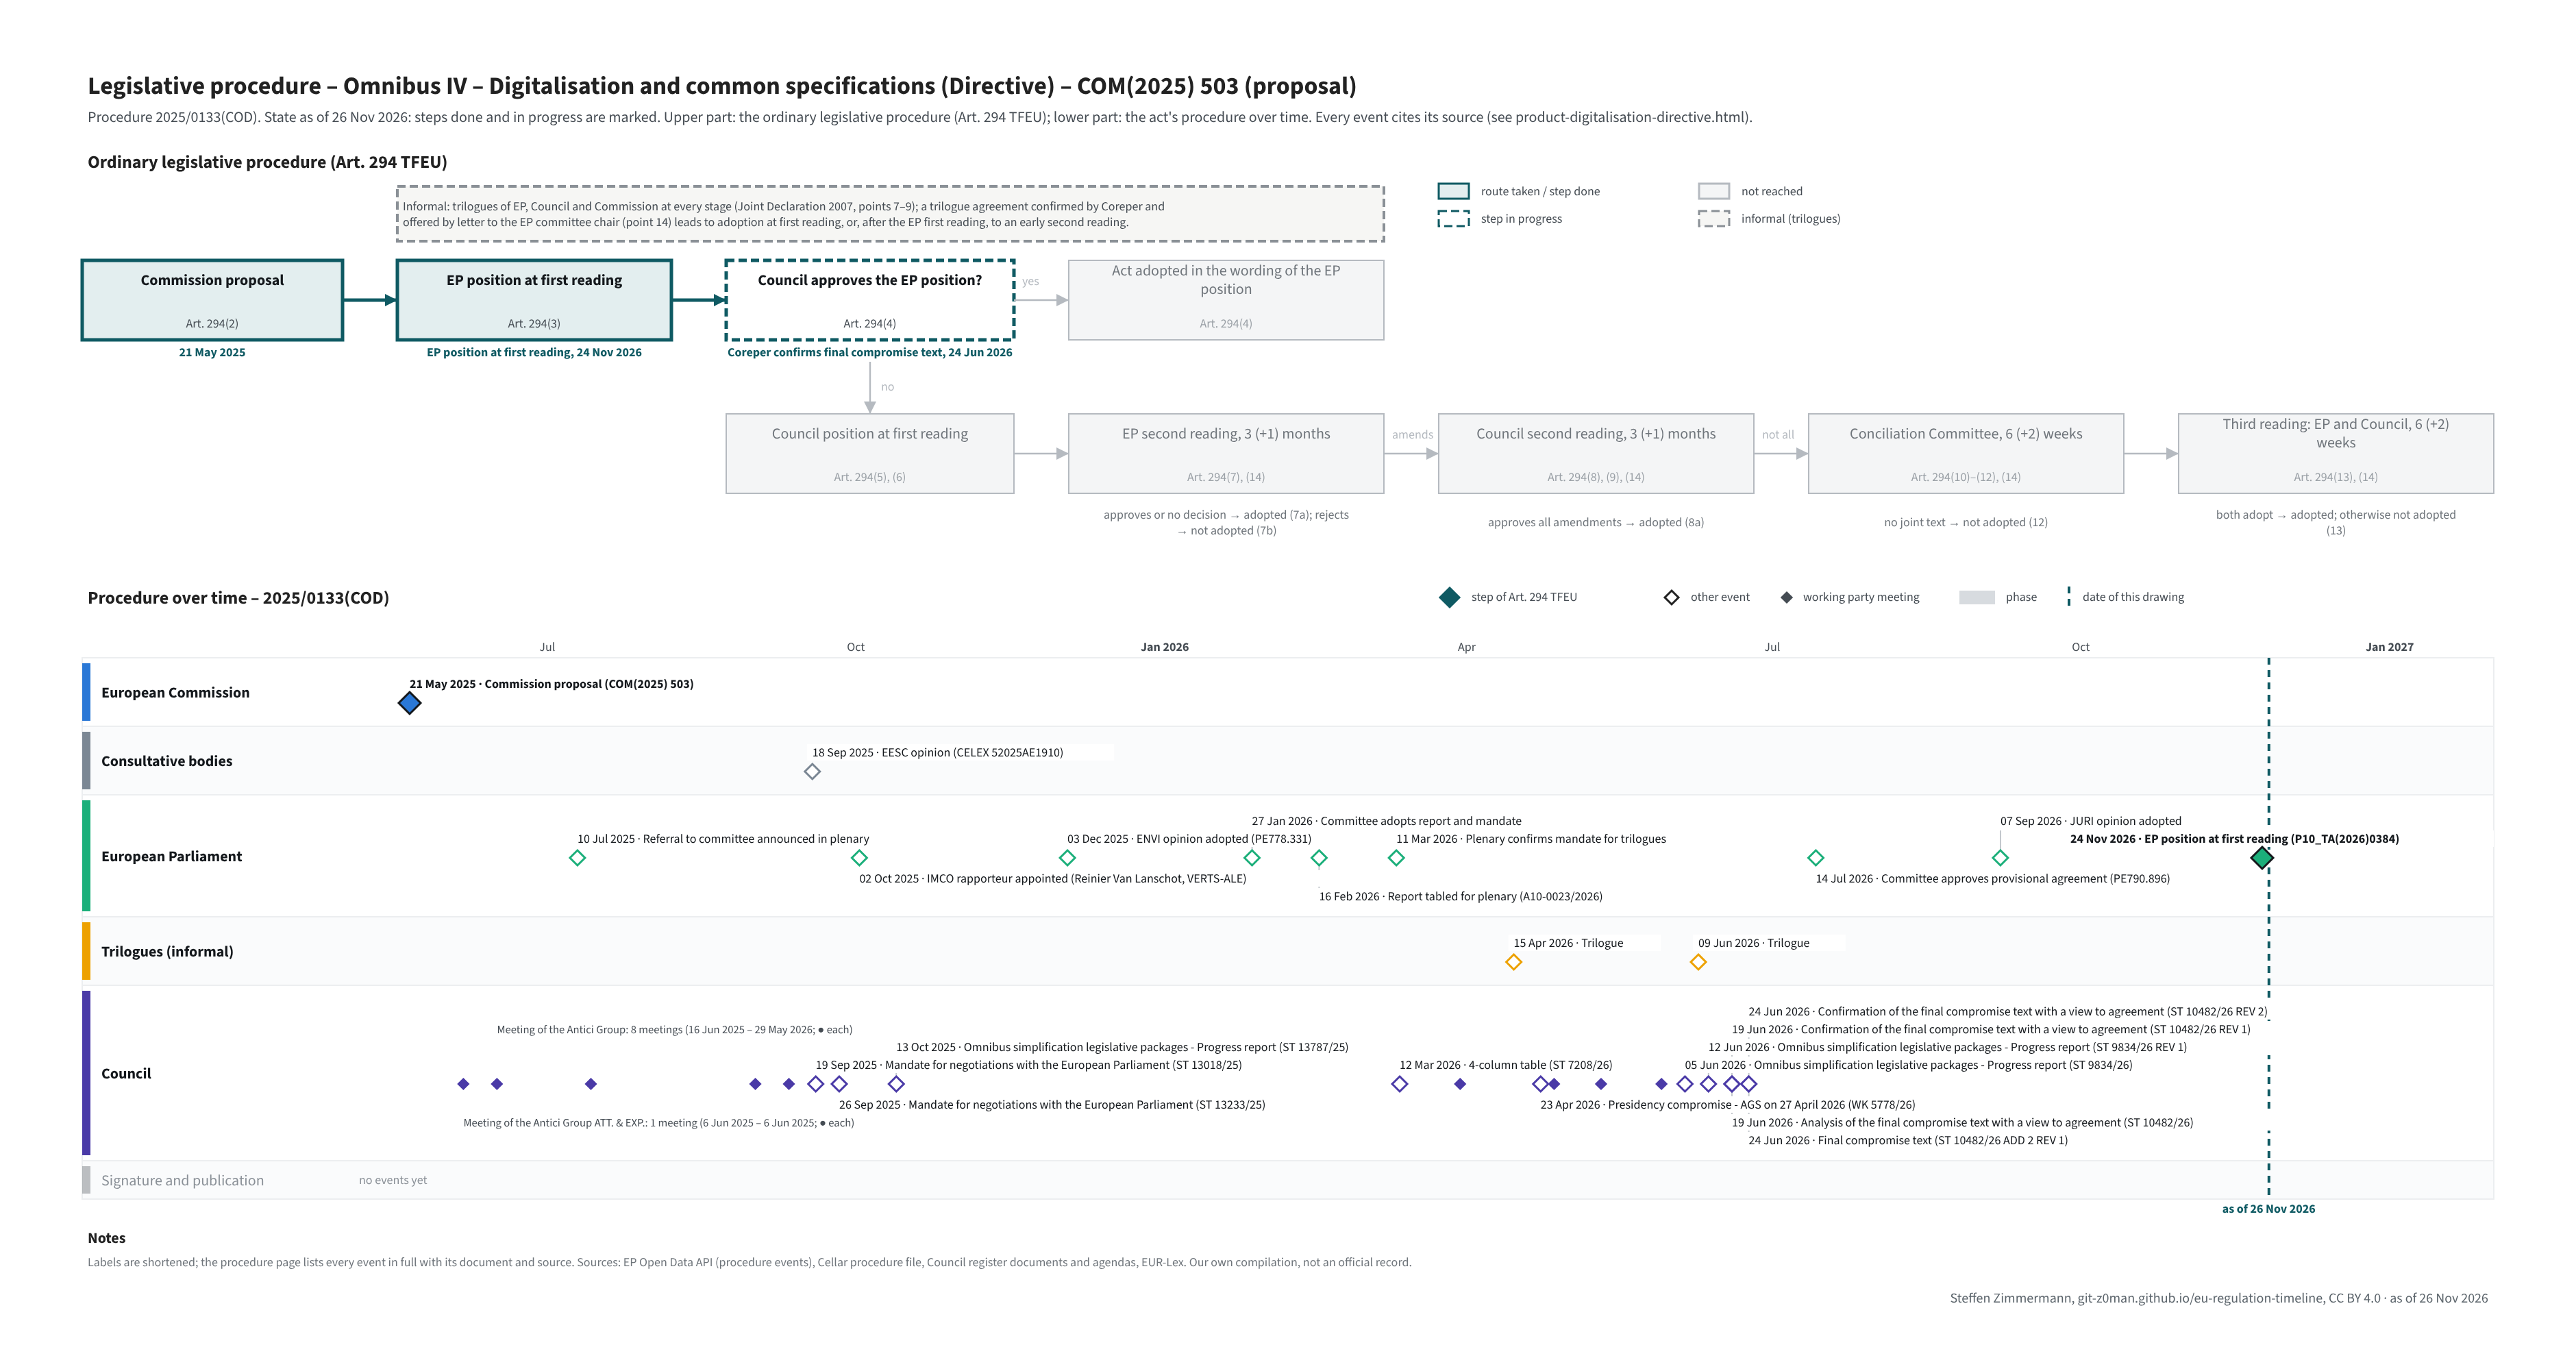 Legislative procedure – Omnibus IV – Digitalisation and common specifications (Directive) – COM(2025) 503 (proposal)
Procedure 2025/0133(COD). State as of 26 Nov 2026: steps done and in progress are marked. Upper part: the ordinary legislative procedure (Art. 294 TFEU); lower part: the act's procedure over time. Every event cites its source (see product-digitalisation-directive.html).
Ordinary legislative procedure (Art. 294 TFEU)
Informal: trilogues of EP, Council and Commission at every stage (Joint Declaration 2007, points 7–9); a trilogue agreement confirmed by Coreper and
offered by letter to the EP committee chair (point 14) leads to adoption at first reading, or, after the EP first reading, to an early second reading.
route taken / step done
not reached
step in progress
informal (trilogues)
Commission proposal
Art. 294(2)
21 May 2025
EP position at first reading
Art. 294(3)
EP position at first reading, 24 Nov 2026
Council approves the EP position?
Art. 294(4)
Coreper confirms final compromise text, 24 Jun 2026
yes
Act adopted in the wording of the EP
position
Art. 294(4)
no
Council position at first reading
Art. 294(5), (6)
EP second reading, 3 (+1) months
Art. 294(7), (14)
approves or no decision → adopted (7a); rejects
→ not adopted (7b)
amends
Council second reading, 3 (+1) months
Art. 294(8), (9), (14)
approves all amendments → adopted (8a)
not all
Conciliation Committee, 6 (+2) weeks
Art. 294(10)–(12), (14)
no joint text → not adopted (12)
Third reading: EP and Council, 6 (+2)
weeks
Art. 294(13), (14)
both adopt → adopted; otherwise not adopted
(13)
Procedure over time – 2025/0133(COD)
step of Art. 294 TFEU
other event
working party meeting
phase
date of this drawing
Jul
Oct
Jan 2026
Apr
Jul
Oct
Jan 2027
European Commission
21 May 2025 · Commission proposal (COM(2025) 503)
Consultative bodies
18 Sep 2025 · EESC opinion (CELEX 52025AE1910)
European Parliament
27 Jan 2026 · Committee adopts report and mandate
07 Sep 2026 · JURI opinion adopted
10 Jul 2025 · Referral to committee announced in plenary
03 Dec 2025 · ENVI opinion adopted (PE778.331)
11 Mar 2026 · Plenary confirms mandate for trilogues
24 Nov 2026 · EP position at first reading (P10_TA(2026)0384)
02 Oct 2025 · IMCO rapporteur appointed (Reinier Van Lanschot, VERTS-ALE)
14 Jul 2026 · Committee approves provisional agreement (PE790.896)
16 Feb 2026 · Report tabled for plenary (A10-0023/2026)
Trilogues (informal)
15 Apr 2026 · Trilogue
09 Jun 2026 · Trilogue
Council
24 Jun 2026 · Confirmation of the final compromise text with a view to agreement (ST 10482/26 REV 2)
Meeting of the Antici Group: 8 meetings (16 Jun 2025 – 29 May 2026; ● each)
19 Jun 2026 · Confirmation of the final compromise text with a view to agreement (ST 10482/26 REV 1)
13 Oct 2025 · Omnibus simplification legislative packages - Progress report (ST 13787/25)
12 Jun 2026 · Omnibus simplification legislative packages - Progress report (ST 9834/26 REV 1)
19 Sep 2025 · Mandate for negotiations with the European Parliament (ST 13018/25)
12 Mar 2026 · 4-column table (ST 7208/26)
05 Jun 2026 · Omnibus simplification legislative packages - Progress report (ST 9834/26)
26 Sep 2025 · Mandate for negotiations with the European Parliament (ST 13233/25)
23 Apr 2026 · Presidency compromise - AGS on 27 April 2026 (WK 5778/26)
Meeting of the Antici Group ATT. & EXP.: 1 meeting (6 Jun 2025 – 6 Jun 2025; ● each)
19 Jun 2026 · Analysis of the final compromise text with a view to agreement (ST 10482/26)
24 Jun 2026 · Final compromise text (ST 10482/26 ADD 2 REV 1)
Signature and publication
no events yet
as of 26 Nov 2026
Notes
Labels are shortened; the procedure page lists every event in full with its document and source. Sources: EP Open Data API (procedure events), Cellar procedure file, Council register documents and agendas, EUR-Lex. Our own compilation, not an official record.
Steffen Zimmermann, git-z0man.github.io/eu-regulation-timeline, CC BY 4.0 · as of 26 Nov 2026